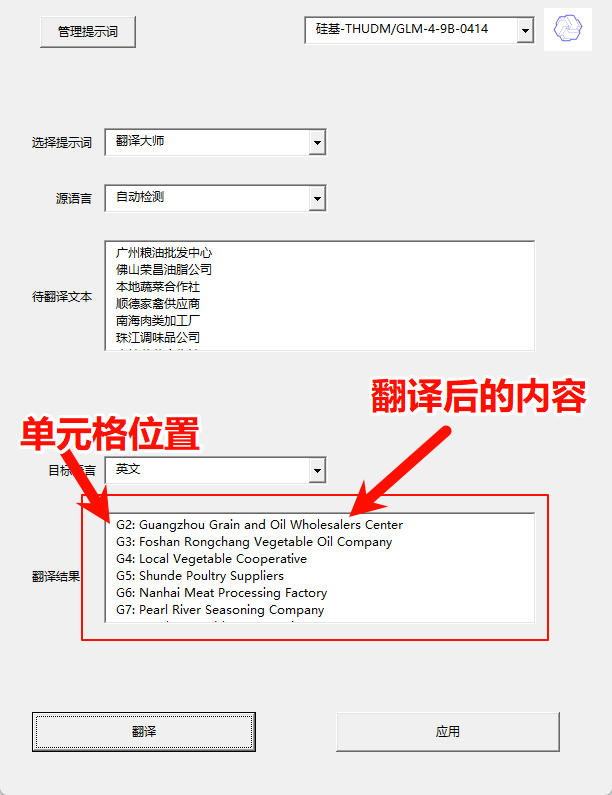 管理提示词
硅基-THUDM/GLM-4-9B-0414
选择提示词
翻译大师
源语言
自动检测
待翻译文本
广州粮油批发中心
佛山荣昌油脂公司
本地蔬菜合作社
顺德家禽供应商
南海肉类加工厂
珠江调味品公司
翻译后的内容
单元格位置
英文
翻译结果
G2: Guangzhou Grain and Oil Wholesalers Center
G3: Foshan Rongchang Vegetable Oil Company
G4: Local Vegetable Cooperative
G5: Shunde Poultry Suppliers
G6: Nanhai Meat Processing Factory
G7: Pearl River Seasoning Company
翻译
应用